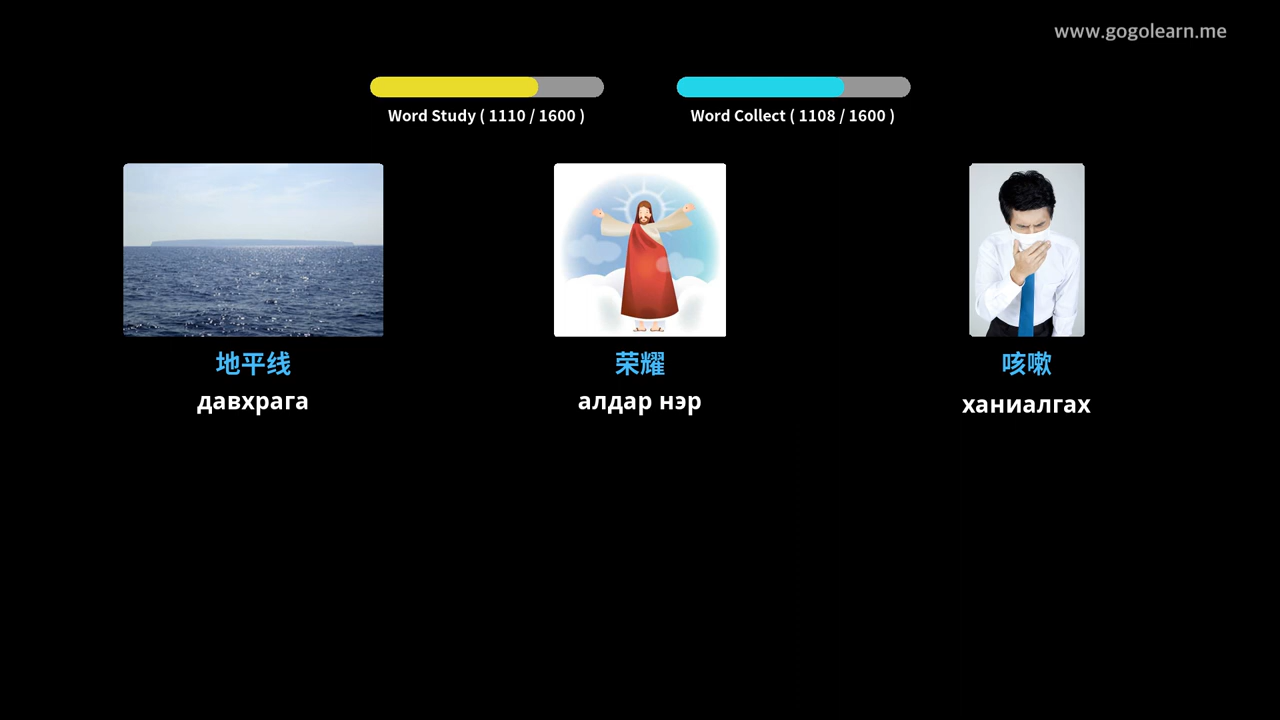 www.gogolearn.me
Word Study ( 1110 / 1600 )
Word Collect ( 1108 / 1600 )
地平线
荣耀
咳嗽
давхрага
алдар нэр
ханиалгах